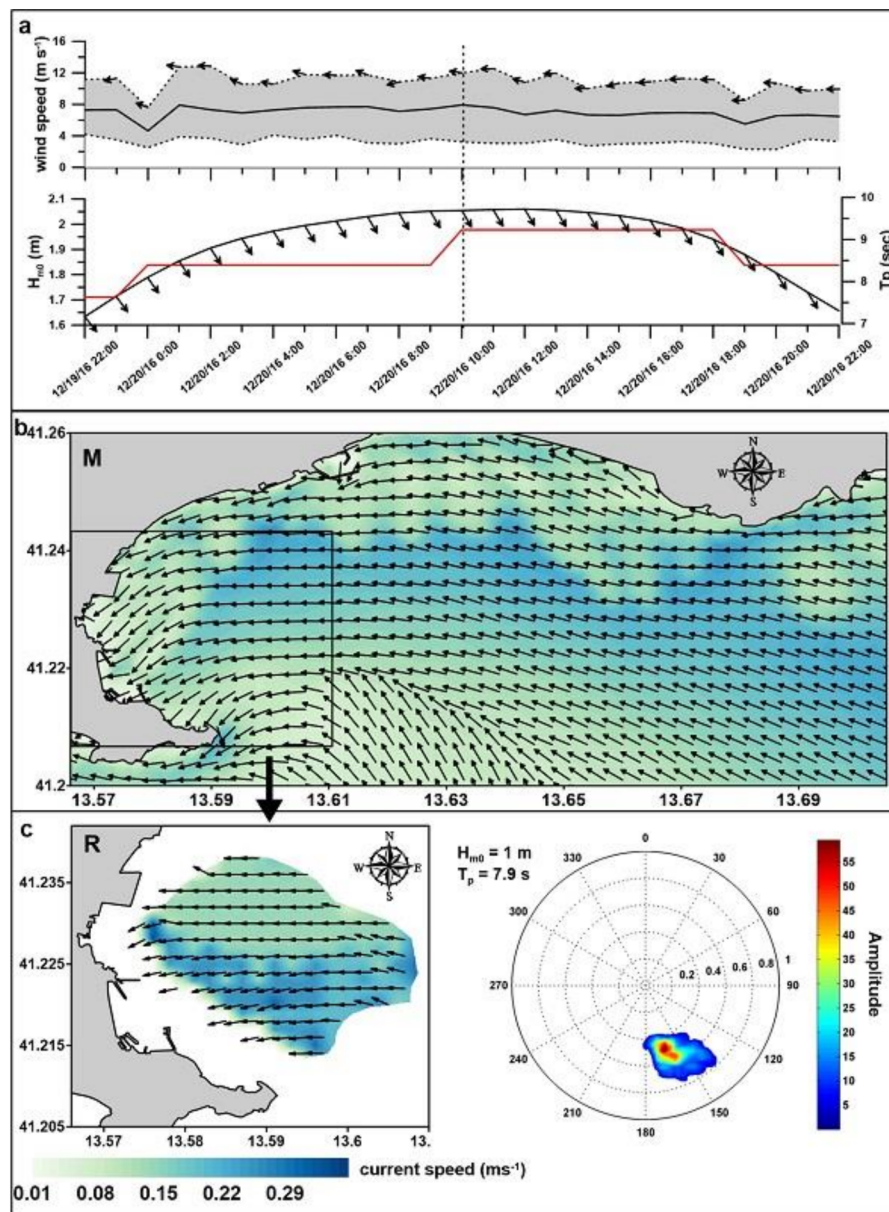 a
wind speed (m s⁻¹)
16
12
8
4
0
Hm0 (m)
2.1
2
1.9
1.8
1.7
1.6
10
9
8
7
Tp (sec)
12/19/16 22:00
12/20/16 0:00
12/20/16 2:00
12/20/16 4:00
12/20/16 6:00
12/20/16 8:00
12/20/16 10:00
12/20/16 12:00
12/20/16 14:00
12/20/16 16:00
12/20/16 18:00
12/20/16 20:00
12/20/16 22:00
b
M
41.26
41.24
41.22
41.2
N
W E
S
13.57 13.59 13.61 13.63 13.65 13.67 13.69
c
R
41.235
41.225
41.215
41.205
N
W E
S
13.57 13.58 13.59 13.6 13.
current speed (ms⁻¹)
0.01 0.08 0.15 0.22 0.29
Hm0 = 1 m
Tp = 7.9 s
0
30
60
90
120
150
180
210
240
270
300
330
0.2 0.4 0.6 0.8 1
55
50
45
40
35
30
25
20
15
10
5
Amplitude